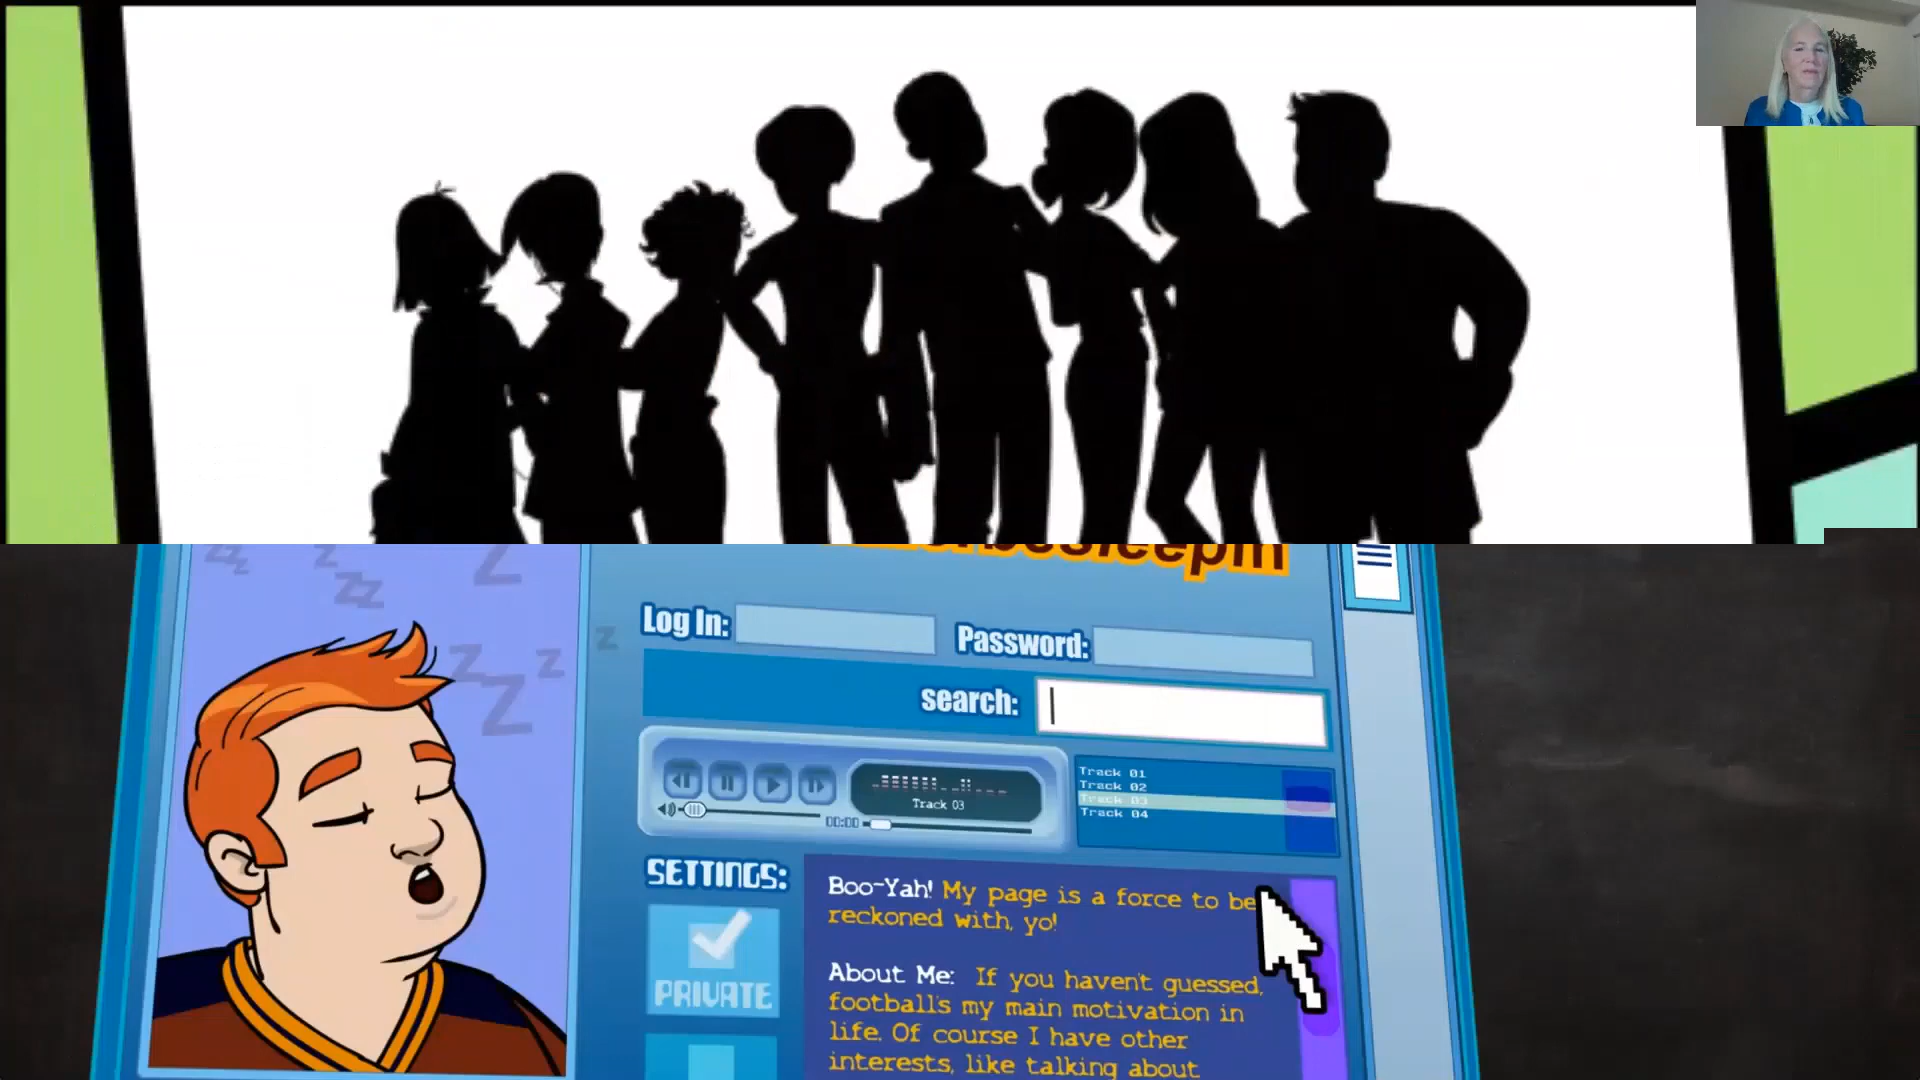 Log In:
Password:
search:
Track 01
Track 02
Track 03
Track 04
Track 03
00:00
SETTINGS:
PRIVATE
Boo-Yah! My page is a force to be
reckoned with, yo!
About Me: If you haven't guessed,
football's my main motivation in
life. Of course I have other
interests, like talking about